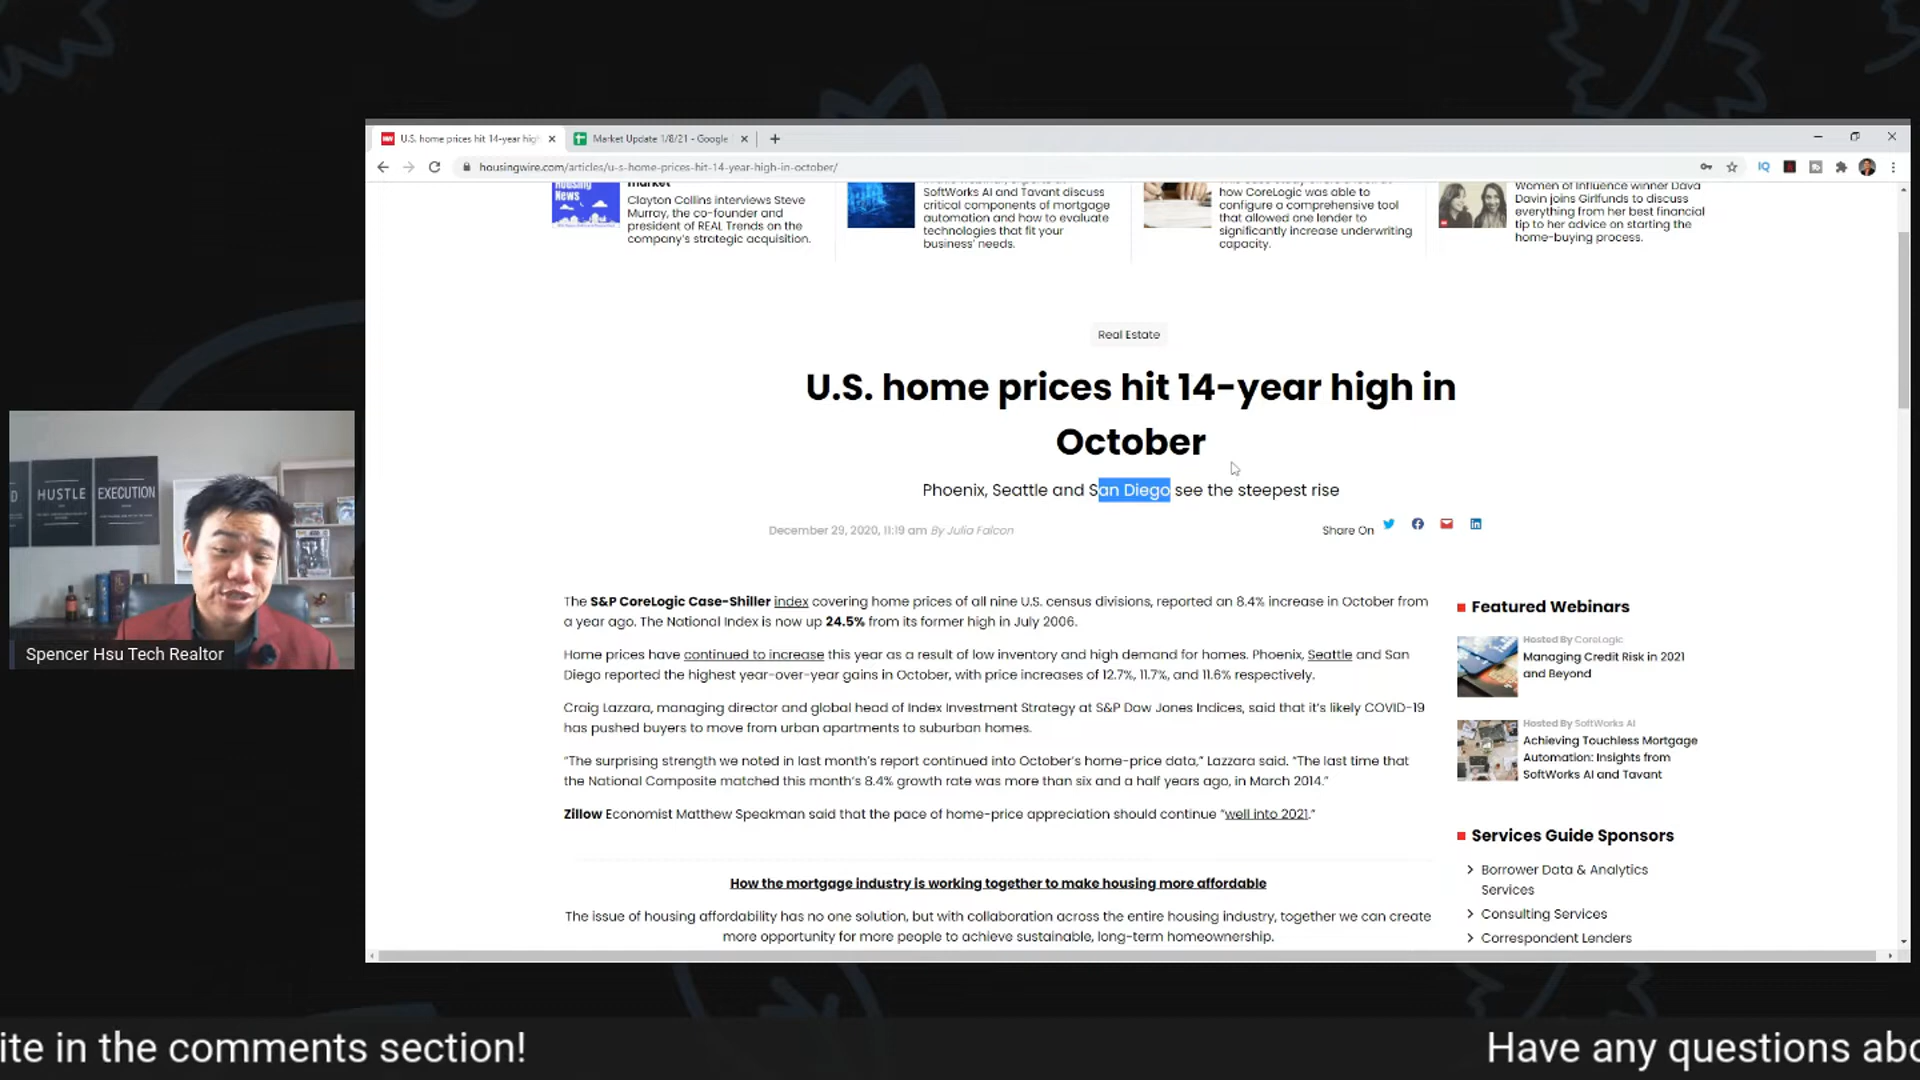 U.S. home prices hit 14-year high
Market Update 1/8/21 - Google
housingwire.com/articles/u-s-home-prices-hit-14-year-high-in-october/
Housing
News
market
Clayton Collins interviews Steve
Murray, the co-founder and
president of REAL Trends on the
company's strategic acquisition.
SoftWorks AI and Tavant discuss
critical components of mortgage
automation and how to evaluate
technologies that fit your
business' needs.
how CoreLogic was able to
configure a comprehensive tool
that allowed one lender to
significantly increase underwriting
capacity.
Women of Influence winner Dava
Davin joins Girlfunds to discuss
everything from her best financial
tip to her advice on starting the
home-buying process.
Real Estate
U.S. home prices hit 14-year high in
October
Phoenix, Seattle and San Diego see the steepest rise
December 29, 2020, 11:19 am By Julia Falcon
Share On
The S&P CoreLogic Case-Shiller index covering home prices of all nine U.S. census divisions, reported an 8.4% increase in October from
a year ago. The National Index is now up 24.5% from its former high in July 2006.
Home prices have continued to increase this year as a result of low inventory and high demand for homes. Phoenix, Seattle and San
Diego reported the highest year-over-year gains in October, with price increases of 12.7%, 11.7%, and 11.6% respectively.
Craig Lazzara, managing director and global head of Index Investment Strategy at S&P Dow Jones Indices, said that it's likely COVID-19
has pushed buyers to move from urban apartments to suburban homes.
"The surprising strength we noted in last month's report continued into October's home-price data," Lazzara said. "The last time that
the National Composite matched this month's 8.4% growth rate was more than six and a half years ago, in March 2014."
Zillow Economist Matthew Speakman said that the pace of home-price appreciation should continue "well into 2021."
How the mortgage industry is working together to make housing more affordable
The issue of housing affordability has no one solution, but with collaboration across the entire housing industry, together we can create
more opportunity for more people to achieve sustainable, long-term homeownership.
Featured Webinars
Hosted By CoreLogic
Managing Credit Risk in 2021
and Beyond
Hosted By SoftWorks AI
Achieving Touchless Mortgage
Automation: Insights from
SoftWorks AI and Tavant
Services Guide Sponsors
Borrower Data & Analytics
Services
Consulting Services
Correspondent Lenders
D
HUSTLE
EXECUTION
Spencer Hsu Tech Realtor
ite in the comments section!
Have any questions abo